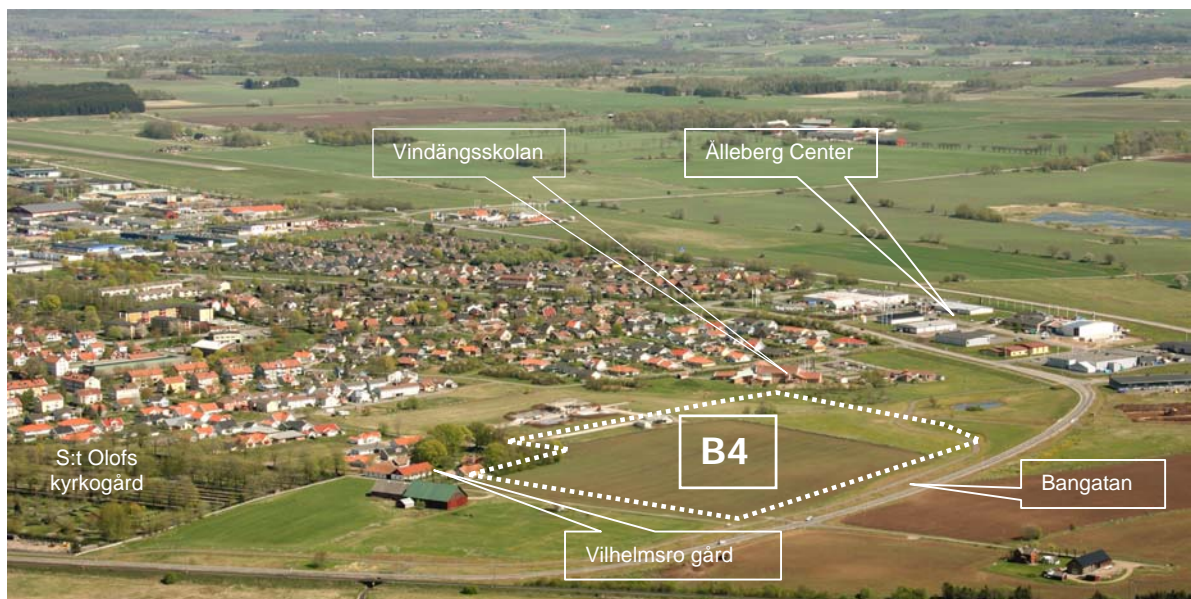 Vindängsskolan
Ålleberg Center
B4
S:t Olofs
kyrkogård
Bangatan
Vilhelmsro gård